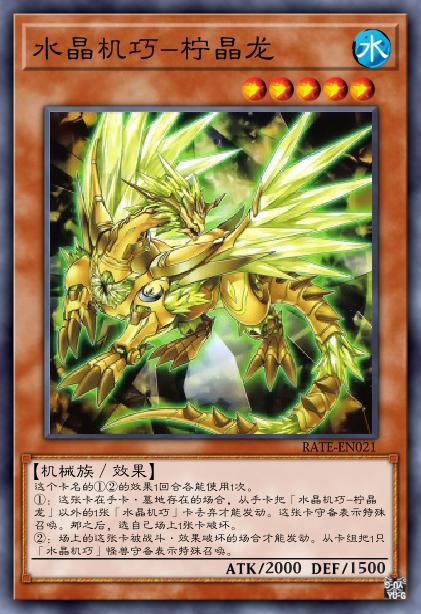 水晶机巧-柠晶龙
水
RATE-EN021
【机械族／效果】
这个卡名的①②的效果1回合各能使用1次。
①：这张卡在手卡·墓地存在的场合，从手卡把「水晶机巧-柠晶
龙」以外的1张「水晶机巧」卡丢弃才能发动。这张卡守备表示特殊
召唤。那之后，选自己场上1张卡破坏。
②：场上的这张卡被战斗·效果破坏的场合才能发动。从卡组把1只
「水晶机巧」怪兽守备表示特殊召唤。
ATK/2000 DEF/1500